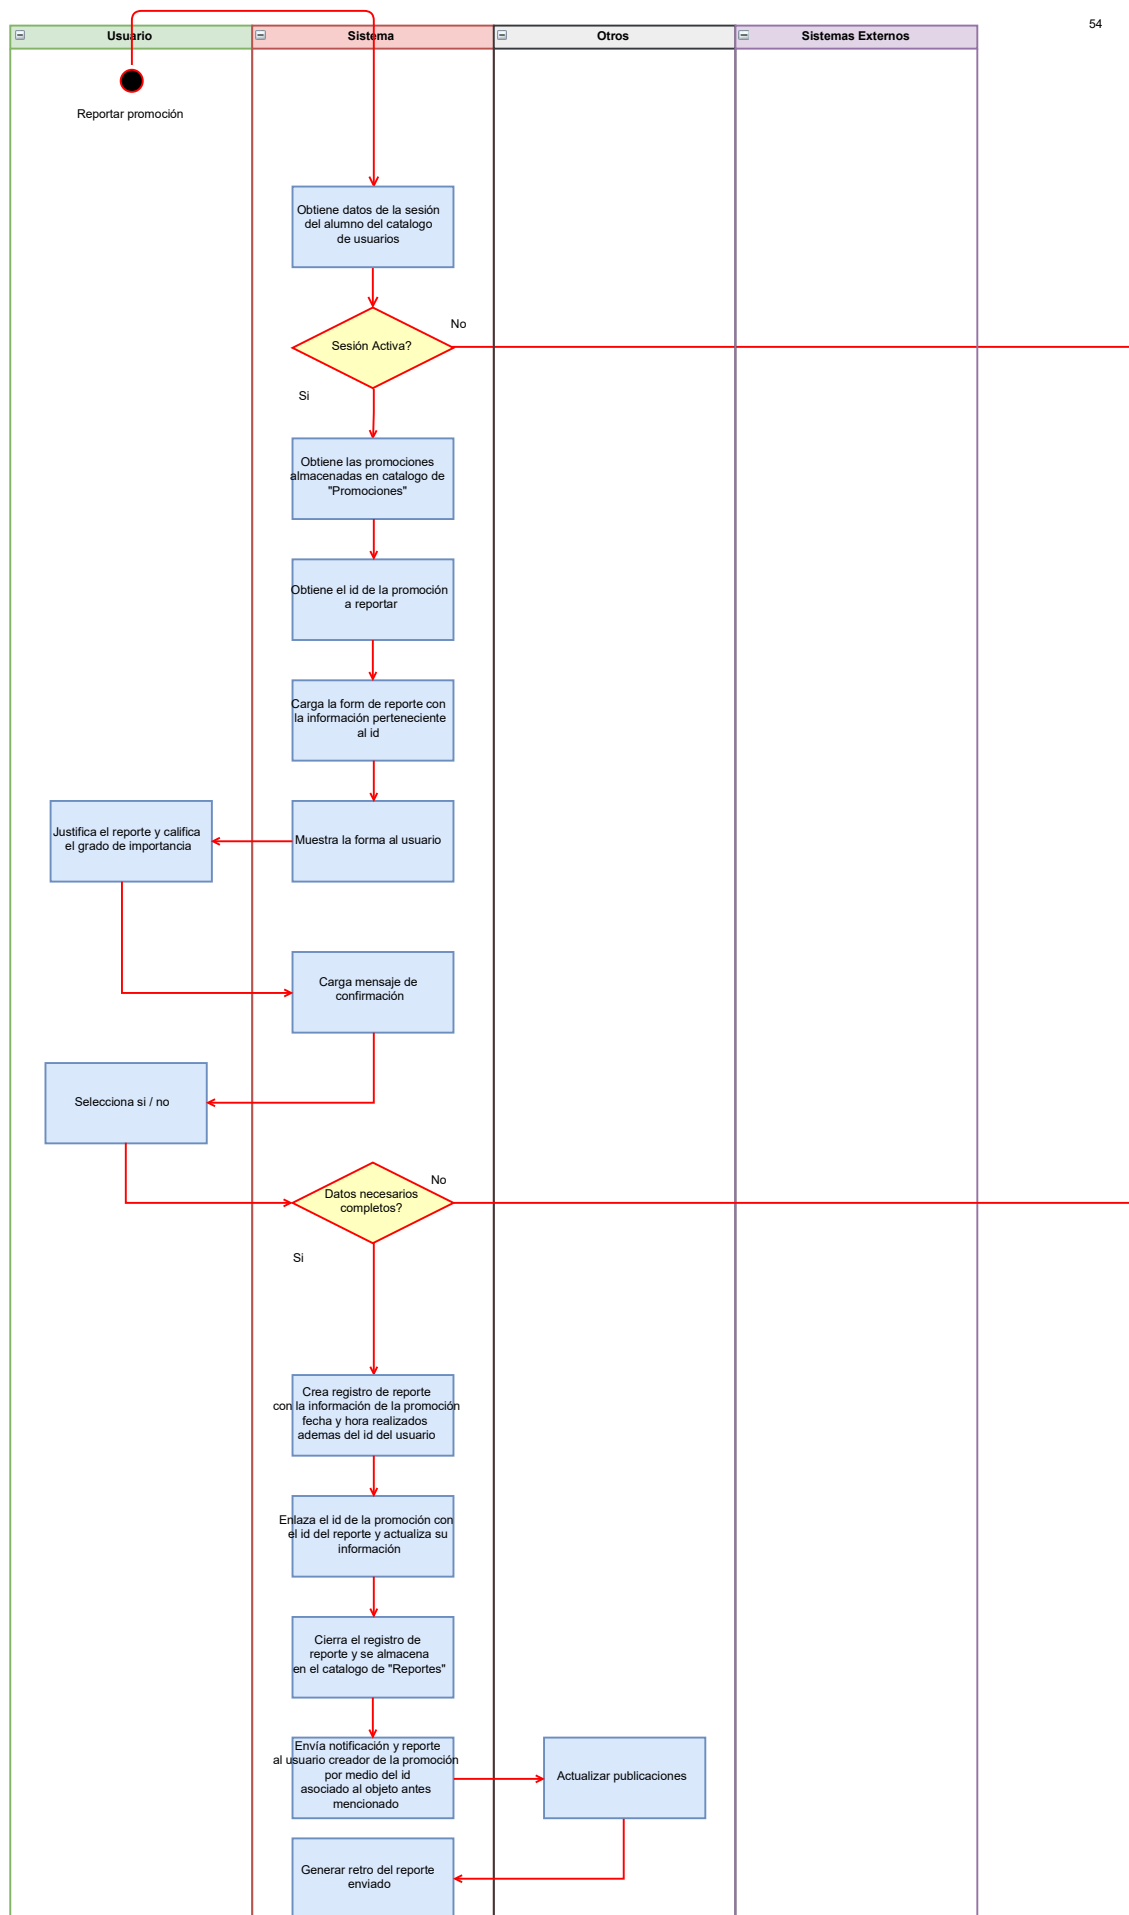 54
Usuario
Sistema
Otros
Sistemas Externos
Reportar promoción
Obtiene datos de la sesión
del alumno del catalogo
de usuarios
No
Sesión Activa?
Si
Obtiene las promociones
almacenadas en catalogo de
"Promociones"
Obtiene el id de la promoción
a reportar
Carga la form de reporte con
la información perteneciente
al id
Justifica el reporte y califica
el grado de importancia
Muestra la forma al usuario
Carga mensaje de
confirmación
Selecciona si / no
No
Datos necesarios
completos?
Si
Crea registro de reporte
con la información de la promoción
fecha y hora realizados
ademas del id del usuario
Enlaza el id de la promoción con
el id del reporte y actualiza su
información
Cierra el registro de
reporte y se almacena
en el catalogo de "Reportes"
Envía notificación y reporte
al usuario creador de la promoción
por medio del id
asociado al objeto antes
mencionado
Actualizar publicaciones
Generar retro del reporte
enviado